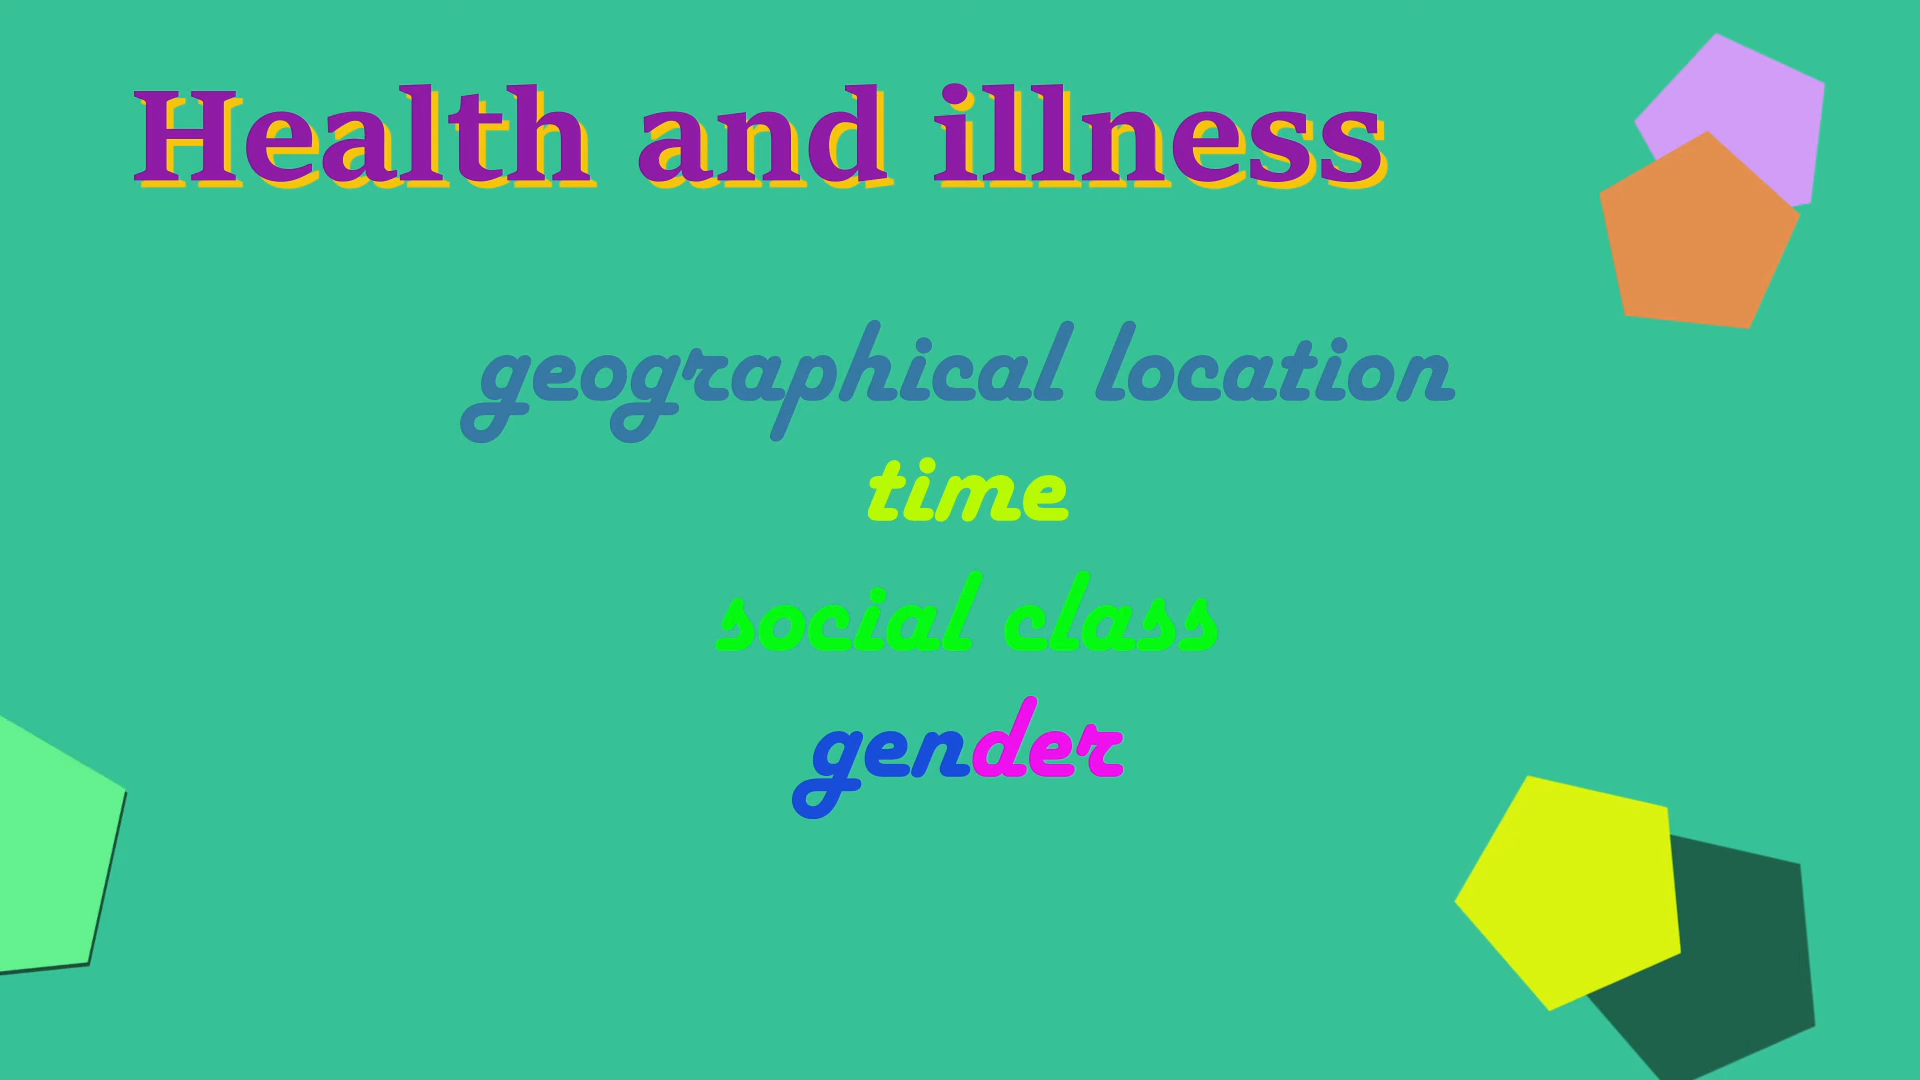 Health and illness
geographical location
time
social class
gender